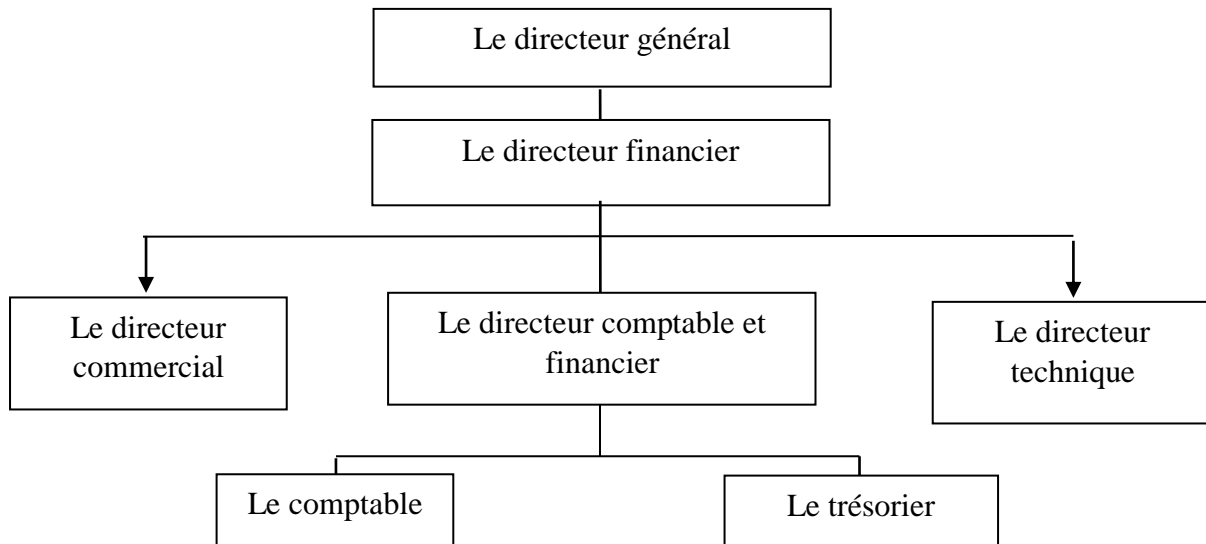 Le directeur général
Le directeur financier
Le directeur
commercial
Le directeur comptable et
financier
Le directeur
technique
Le comptable
Le trésorier